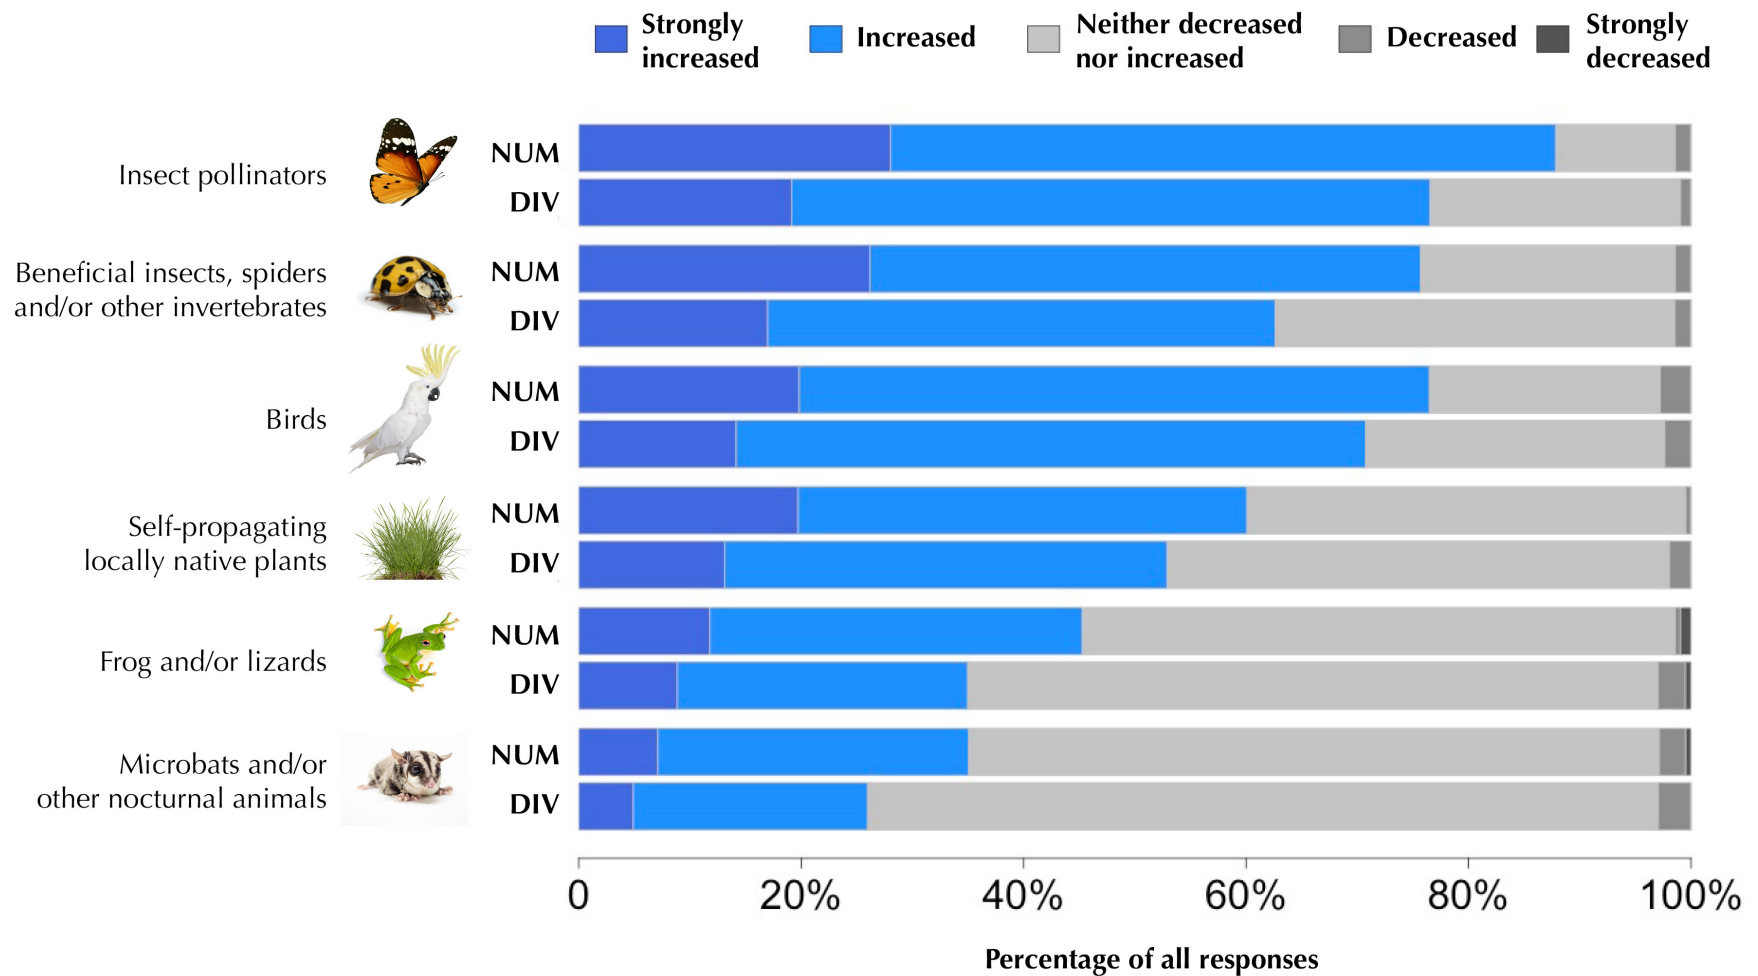 Strongly
increased
Increased
Neither decreased
nor increased
Decreased
Strongly
decreased
Insect pollinators
NUM
DIV
Beneficial insects, spiders
and/or other invertebrates
NUM
DIV
Birds
NUM
DIV
Self-propagating
locally native plants
NUM
DIV
Frog and/or lizards
NUM
DIV
Microbats and/or
other nocturnal animals
NUM
DIV
0 20% 40% 60% 80% 100%
Percentage of all responses